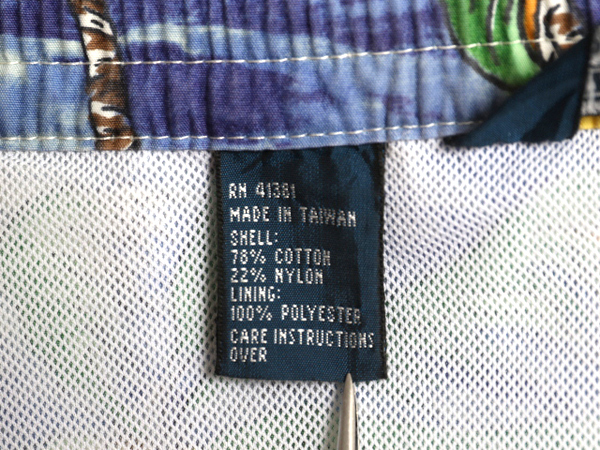 RN 41381
MADE IN TAIWAN
SHELL:
78% COTTON
22% NYLON
LINING:
100% POLYESTER
CARE INSTRUCTIONS
OVER